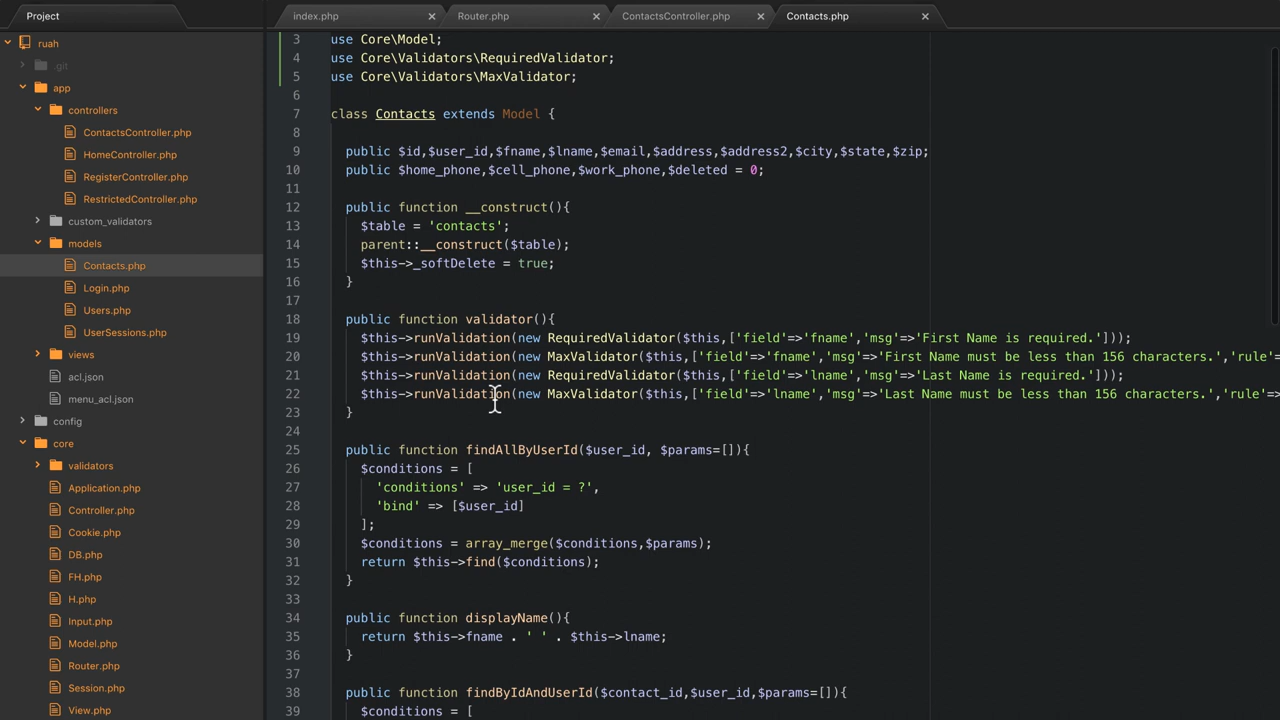 Project
index.php
Router.php
ContactsController.php
Contacts.php
ruah
.git
app
controllers
ContactsController.php
HomeController.php
RegisterController.php
RestrictedController.php
custom_validators
models
Contacts.php
Login.php
Users.php
UserSessions.php
views
acl.json
menu_acl.json
config
core
validators
Application.php
Controller.php
Cookie.php
DB.php
FH.php
H.php
Input.php
Model.php
Router.php
Session.php
View.php
3 use Core\Model;
4 use Core\Validators\RequiredValidator;
5 use Core\Validators\MaxValidator;
6
7 class Contacts extends Model {
8
9 public $id,$user_id,$fname,$lname,$email,$address,$address2,$city,$state,$zip;
10 public $home_phone,$cell_phone,$work_phone,$deleted = 0;
11
12 public function __construct(){
13 $table = 'contacts';
14 parent::__construct($table);
15 $this->_softDelete = true;
16 }
17
18 public function validator(){
19 $this->runValidation(new RequiredValidator($this,['field'=>'fname','msg'=>'First Name is required.']));
20 $this->runValidation(new MaxValidator($this,['field'=>'fname','msg'=>'First Name must be less than 156 characters.','rule'=
21 $this->runValidation(new RequiredValidator($this,['field'=>'lname','msg'=>'Last Name is required.']));
22 $this->runValidation(new MaxValidator($this,['field'=>'lname','msg'=>'Last Name must be less than 156 characters.','rule'=>
23 }
24
25 public function findAllByUserId($user_id, $params=[]){
26 $conditions = [
27 'conditions' => 'user_id = ?',
28 'bind' => [$user_id]
29 ];
30 $conditions = array_merge($conditions,$params);
31 return $this->find($conditions);
32 }
33
34 public function displayName(){
35 return $this->fname . ' ' . $this->lname;
36 }
37
38 public function findByIdAndUserId($contact_id,$user_id,$params=[]){
39 $conditions = [